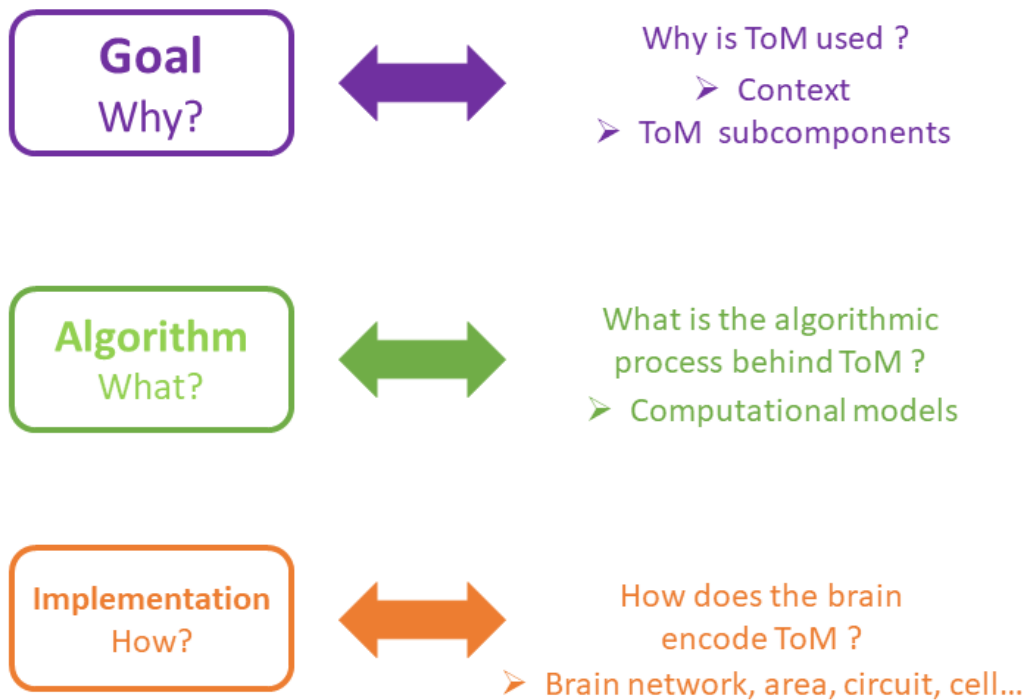 Goal
Why?
Why is ToM used ?
➢ Context
➢ ToM subcomponents
Algorithm
What?
What is the algorithmic
process behind ToM ?
➢ Computational models
Implementation
How?
How does the brain
encode ToM ?
➢ Brain network, area, circuit, cell...